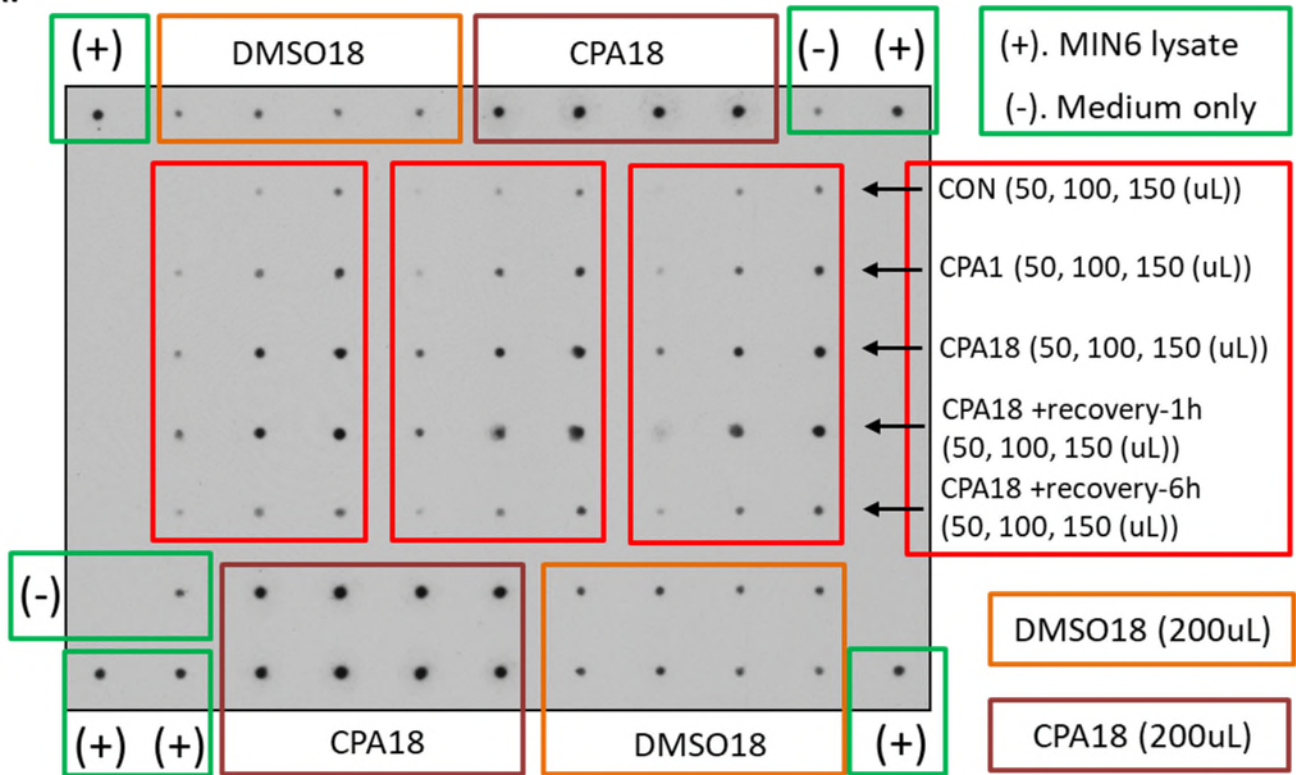 (+) DMSO18 CPA18 (-) (+)
(+). MIN6 lysate
(-). Medium only
CON (50, 100, 150 (uL))
CPA1 (50, 100, 150 (uL))
CPA18 (50, 100, 150 (uL))
CPA18 +recovery-1h
(50, 100, 150 (uL))
CPA18 +recovery-6h
(50, 100, 150 (uL))
(-)
DMSO18 (200uL)
(+) (+) CPA18 DMSO18 (+)
CPA18 (200uL)